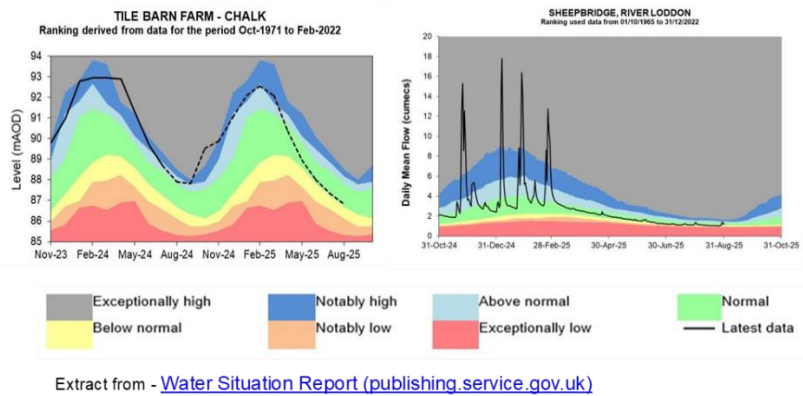 TILE BARN FARM - CHALK
Ranking derived from data for the period Oct-1971 to Feb-2022
Level (mAOD)
94
93
92
91
90
89
88
87
86
85
Nov-23 Feb-24 May-24 Aug-24 Nov-24 Feb-25 May-25 Aug-25
SHEEPBRIDGE, RIVER LODDON
Ranking used data from 01/10/1965 to 31/12/2022
Daily Mean Flow (cumecs)
20
18
16
14
12
10
8
6
4
2
0
31-Oct-24 31-Dec-24 28-Feb-25 30-Apr-25 30-Jun-25 31-Aug-25 31-Oct-25
Exceptionally high Notably high Above normal Normal
Below normal Notably low Exceptionally low Latest data
Extract from - Water Situation Report (publishing.service.gov.uk)